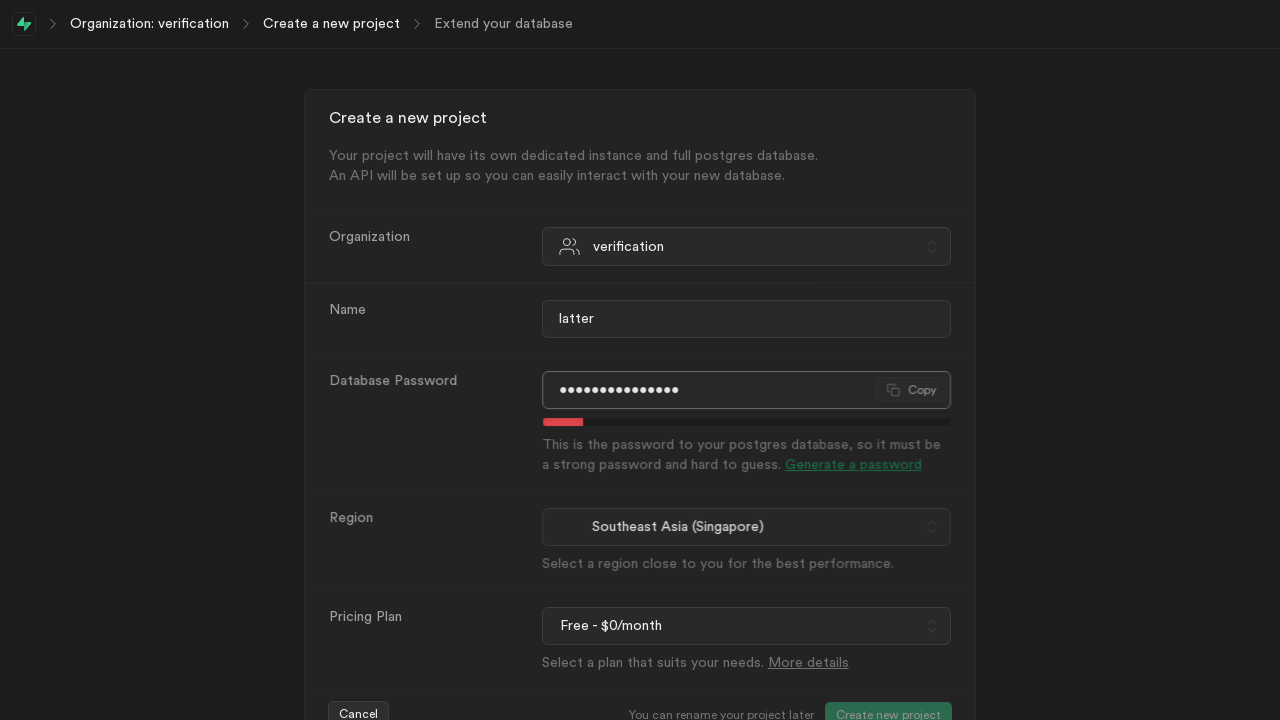 Organization: verification
Create a new project
Extend your database
Create a new project
Your project will have its own dedicated instance and full postgres database.
An API will be set up so you can easily interact with your new database.
Organization
verification
Name
latter
Database Password
•••••••••••••••
Copy
This is the password to your postgres database, so it must be
a strong password and hard to guess. Generate a password
Region
Southeast Asia (Singapore)
Select a region close to you for the best performance.
Pricing Plan
Free - $0/month
Select a plan that suits your needs. More details
Cancel
You can rename your project later
Create new project